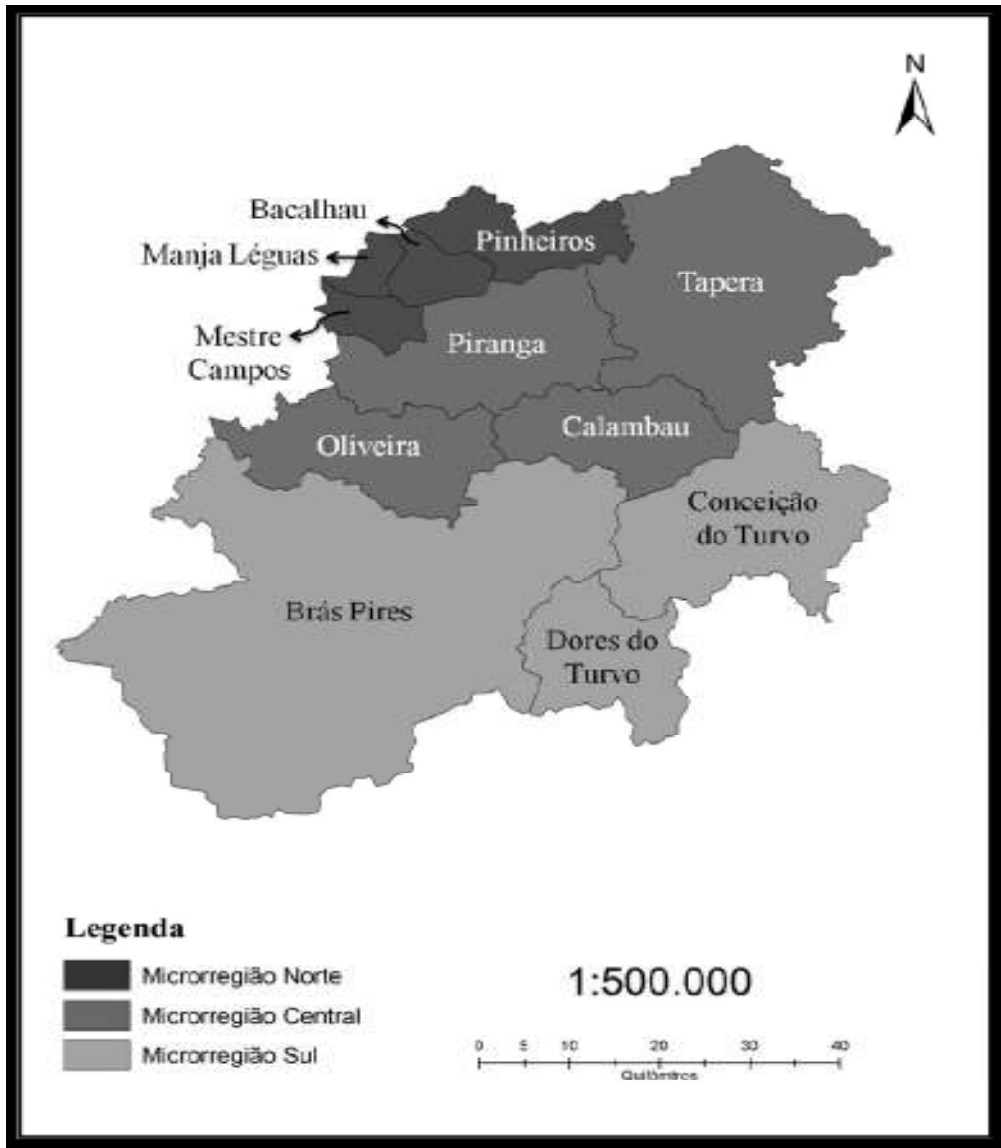 N
Bacalhau
Pinheiros
Manja Léguas
Tapera
Mestre
Campos
Piranga
Calambau
Oliveira
Conceição
do Turvo
Brás Pires
Dores do
Turvo
Legenda
Microrregião Norte
Microrregião Central
Microrregião Sul
1:500.000
0 5 10 20 30 40
Quilômtros